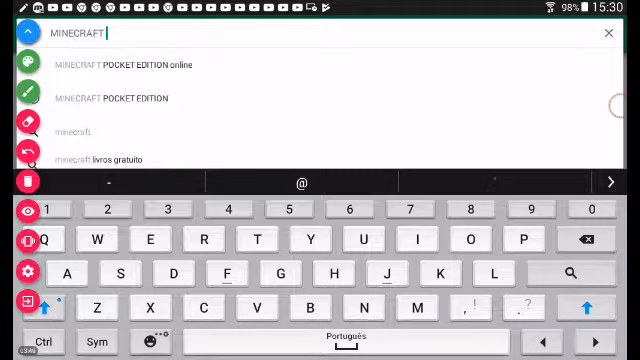 98% 15:30
MINECRAFT
MINECRAFT POCKET EDITION online
MINECRAFT POCKET EDITION
minecraft
minecraft livros gratuito
- @
1 2 3 4 5 6 7 8 9 0
Q W E R T Y U I O P
A S D F G H J K L
Z X C V B N M , ! . ?
Ctrl Sym Português